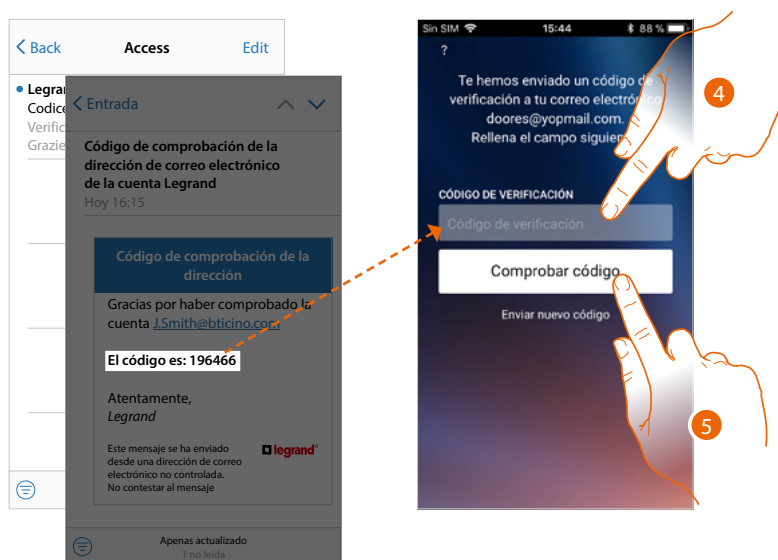 Back
Access
Edit
Legra
Codice
Verific
Grazie
Entrada
Código de comprobación de la
dirección de correo electrónico
de la cuenta Legrand
Hoy 16:15
Código de comprobación de la
dirección
Gracias por haber comprobado la
cuenta J.Smith@bticino.com
El código es: 196466
Atentamente,
Legrand
Este mensaje se ha enviado
desde una dirección de correo
electrónico no controlada.
No contestar al mensaje
legrand®
Apenas actualizado
1 no leída
Sin SIM
15:44
88 %
?
Te hemos enviado un código de
verificación a tu correo electrónico
doores@yopmail.com.
Rellena el campo siguien
CÓDIGO DE VERIFICACIÓN
Código de verificación
Comprobar código
Enviar nuevo código
4
5